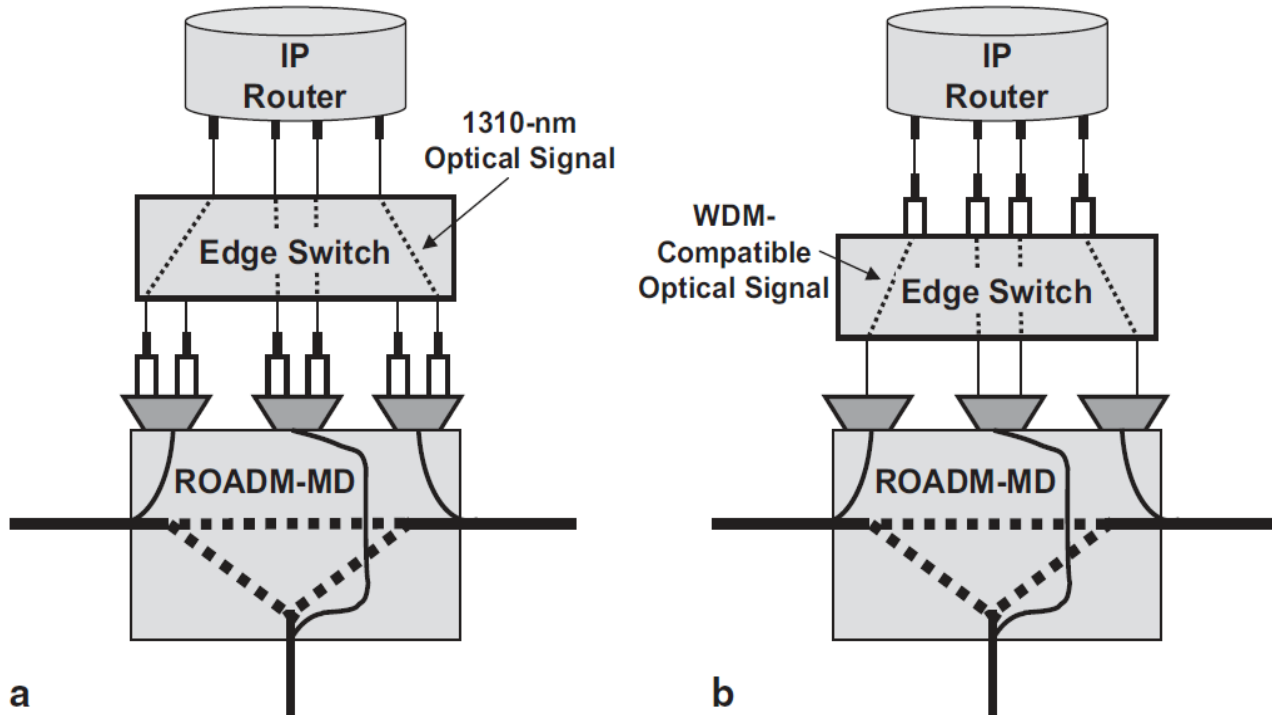 IP
Router
1310-nm
Optical Signal
Edge Switch
ROADM-MD
a
IP
Router
WDM-
Compatible
Optical Signal
Edge Switch
ROADM-MD
b